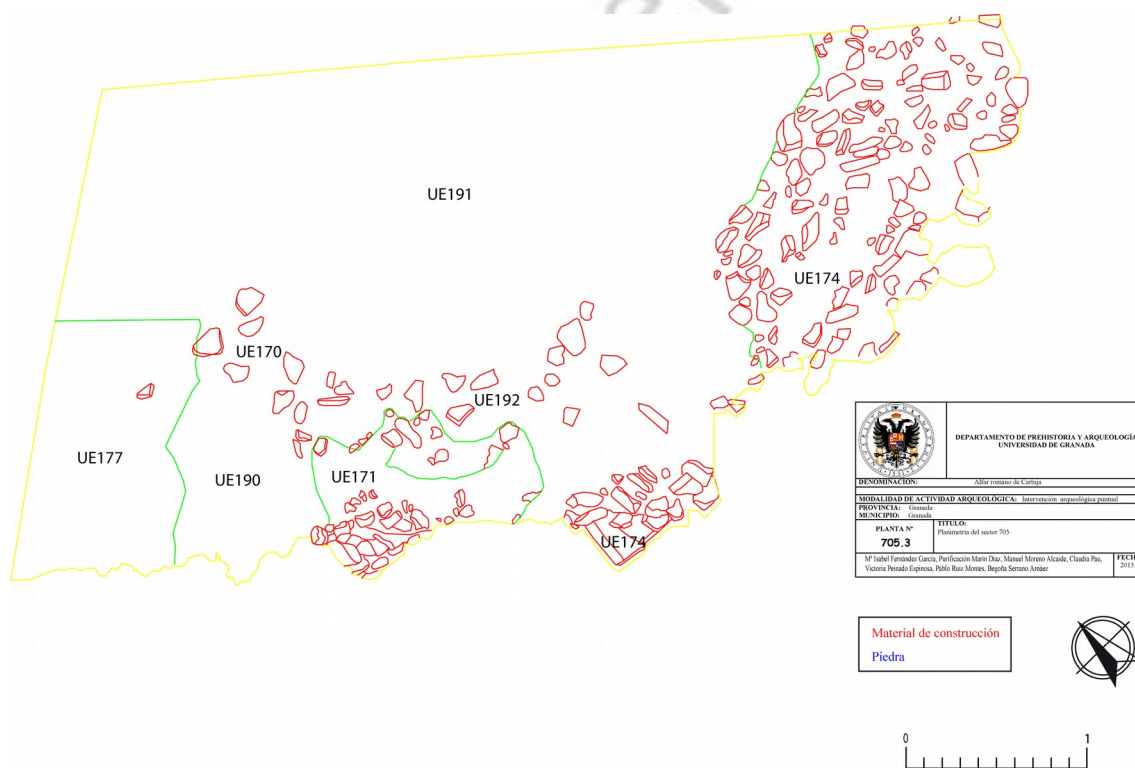 UE191
UE174
UE170
UE192
UE177
UE190
UE171
UE174
DEPARTAMENTO DE PREHISTORIA Y ARQUEOLOGÍA
UNIVERSIDAD DE GRANADA
DENOMINACIÓN: Alfar romano de Cartuja
MODALIDAD DE ACTIVIDAD ARQUEOLÓGICA: Intervención arqueológica puntual
PROVINCIA: Granada
MUNICIPIO: Granada
PLANTA Nº
705.3
TÍTULO:
Planimetría del sector 705
Mª Isabel Fernández García, Purificación Marín Díaz, Manuel Moreno Alcaide, Claudia Pau,
Victoria Peinado Espinosa, Pablo Ruiz Montes, Begoña Serrano Arnáez
FECH
2015
Material de construcción
Piedra
0 1